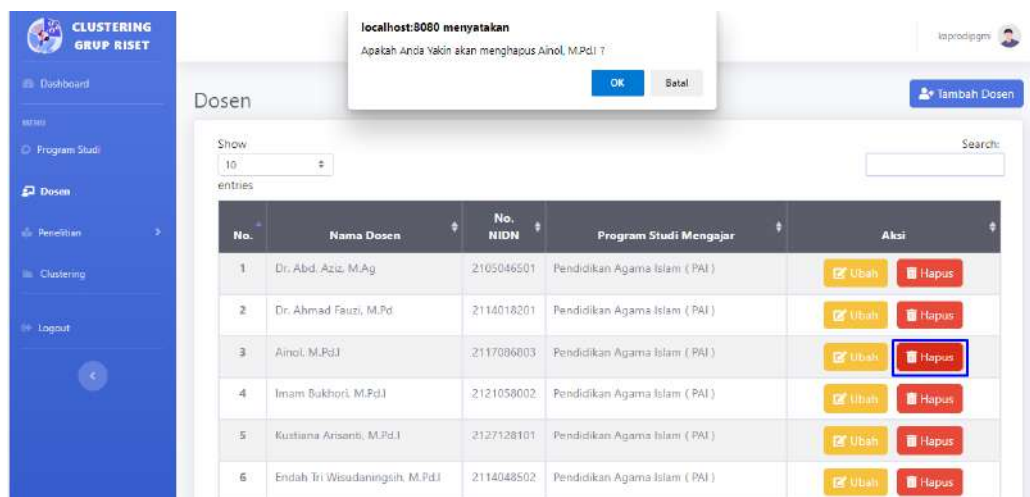 CLUSTERING
GRUP RISET
localhost:8080 menyatakan
Apakah Anda Yakin akan menghapus Ainol, M.Pd.I ?
OK Batal
kaprodipgmi
Dashboard
MENU
Program Studi
Dosen
Penelitian
Clustering
Logout
Dosen
Tambah Dosen
Show
10
entries
Search:
No. Nama Dosen No. NIDN Program Studi Mengajar Aksi
1 Dr. Abd. Aziz, M.Ag 2105046501 Pendidikan Agama Islam ( PAI ) Ubah Hapus
2 Dr. Ahmad Fauzi, M.Pd 2114018201 Pendidikan Agama Islam ( PAI ) Ubah Hapus
3 Ainol, M.Pd.I 2117086803 Pendidikan Agama Islam ( PAI ) Ubah Hapus
4 Imam Bukhori, M.Pd.I 2121058002 Pendidikan Agama Islam ( PAI ) Ubah Hapus
5 Kustiana Arisanti, M.Pd.I 2127128101 Pendidikan Agama Islam ( PAI ) Ubah Hapus
6 Endah Tri Wisudaningsih, M.Pd.I 2114048502 Pendidikan Agama Islam ( PAI ) Ubah Hapus